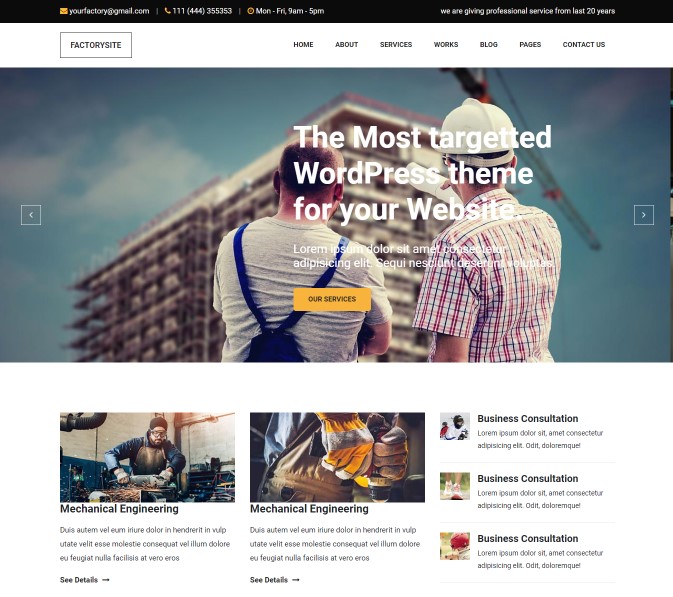 yourfactory@gmail.com | 111 (444) 355353 | Mon - Fri, 9am - 5pm
we are giving professional service from last 20 years
FACTORYSITE
HOME ABOUT SERVICES WORKS BLOG PAGES CONTACT US
The Most targetted
WordPress theme
for your Website.
Lorem ipsum dolor sit amet consectetur
adipisicing elit. Sequi nesciunt deserunt voluptas
OUR SERVICES
Mechanical Engineering
Duis autem vel eum iriure dolor in hendrerit in vulp
utate velit esse molestie consequat vel illum dolore
eu feugiat nulla facilisis at vero eros
See Details
Mechanical Engineering
Duis autem vel eum iriure dolor in hendrerit in vulp
utate velit esse molestie consequat vel illum dolore
eu feugiat nulla facilisis at vero eros
See Details
Business Consultation
Lorem ipsum dolor sit, amet consectetur
adipisicing elit. Odit, doloremque!
Business Consultation
Lorem ipsum dolor sit, amet consectetur
adipisicing elit. Odit, doloremque!
Business Consultation
Lorem ipsum dolor sit, amet consectetur
adipisicing elit. Odit, doloremque!